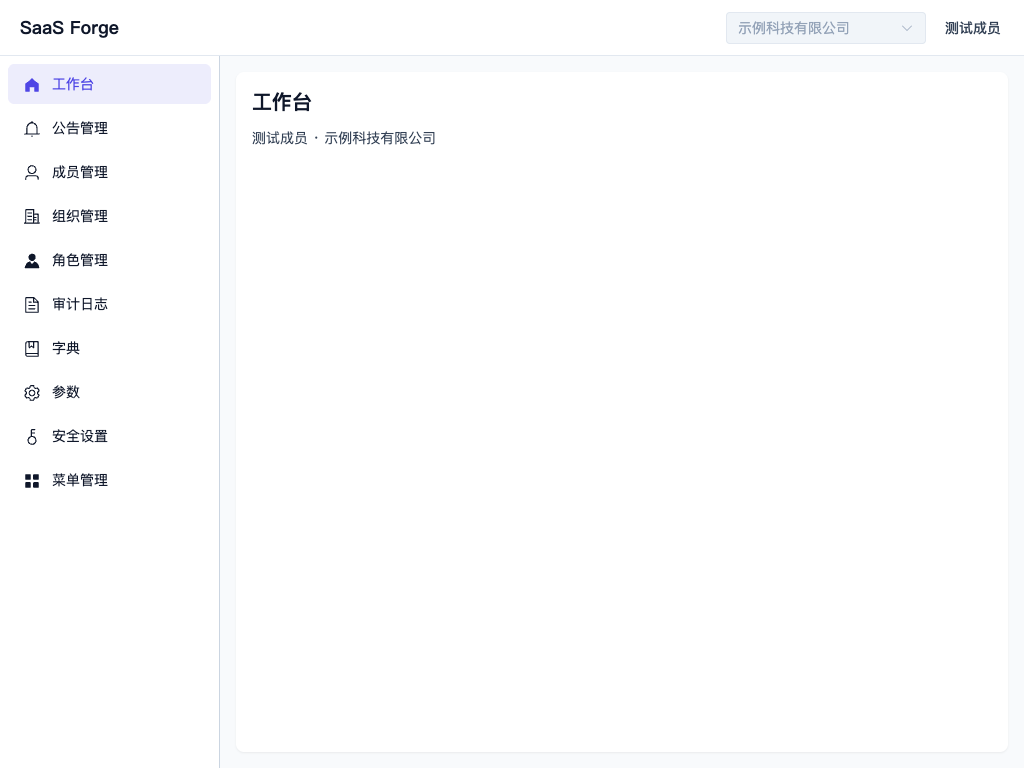 SaaS Forge
示例科技有限公司
测试成员
工作台
公告管理
成员管理
组织管理
角色管理
审计日志
字典
参数
安全设置
菜单管理
工作台
测试成员 · 示例科技有限公司